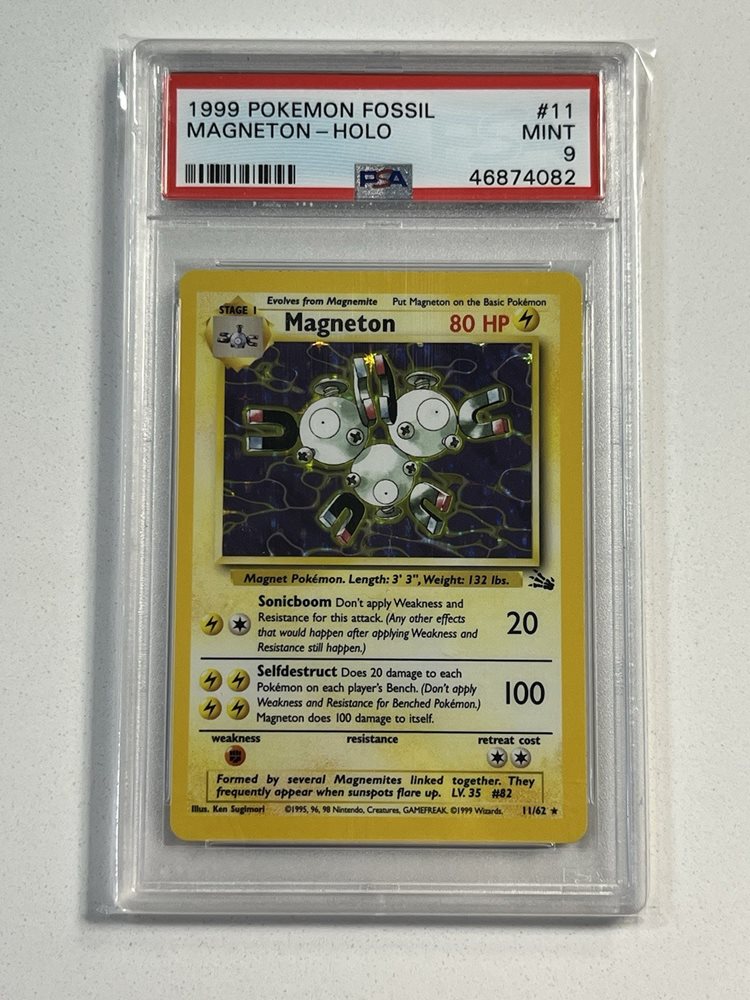 1999 POKEMON FOSSIL #11
MAGNETON – HOLO MINT
9
PSA 46874082
STAGE 1 Evolves from Magnemite Put Magneton on the Basic Pokémon
Magneton 80 HP
Magnet Pokémon. Length: 3' 3", Weight: 132 lbs.
Sonicboom Don't apply Weakness and
Resistance for this attack. (Any other effects
that would happen after applying Weakness and
Resistance still happen.)
20
Selfdestruct Does 20 damage to each
Pokémon on each player's Bench. (Don't apply
Weakness and Resistance for Benched Pokémon.)
Magneton does 100 damage to itself.
100
weakness resistance retreat cost
Formed by several Magnemites linked together. They
frequently appear when sunspots flare up. LV. 35 #82
Illus. Ken Sugimori ©1995, 96, 98 Nintendo, Creatures, GAMEFREAK. ©1999 Wizards. 11/62 ★